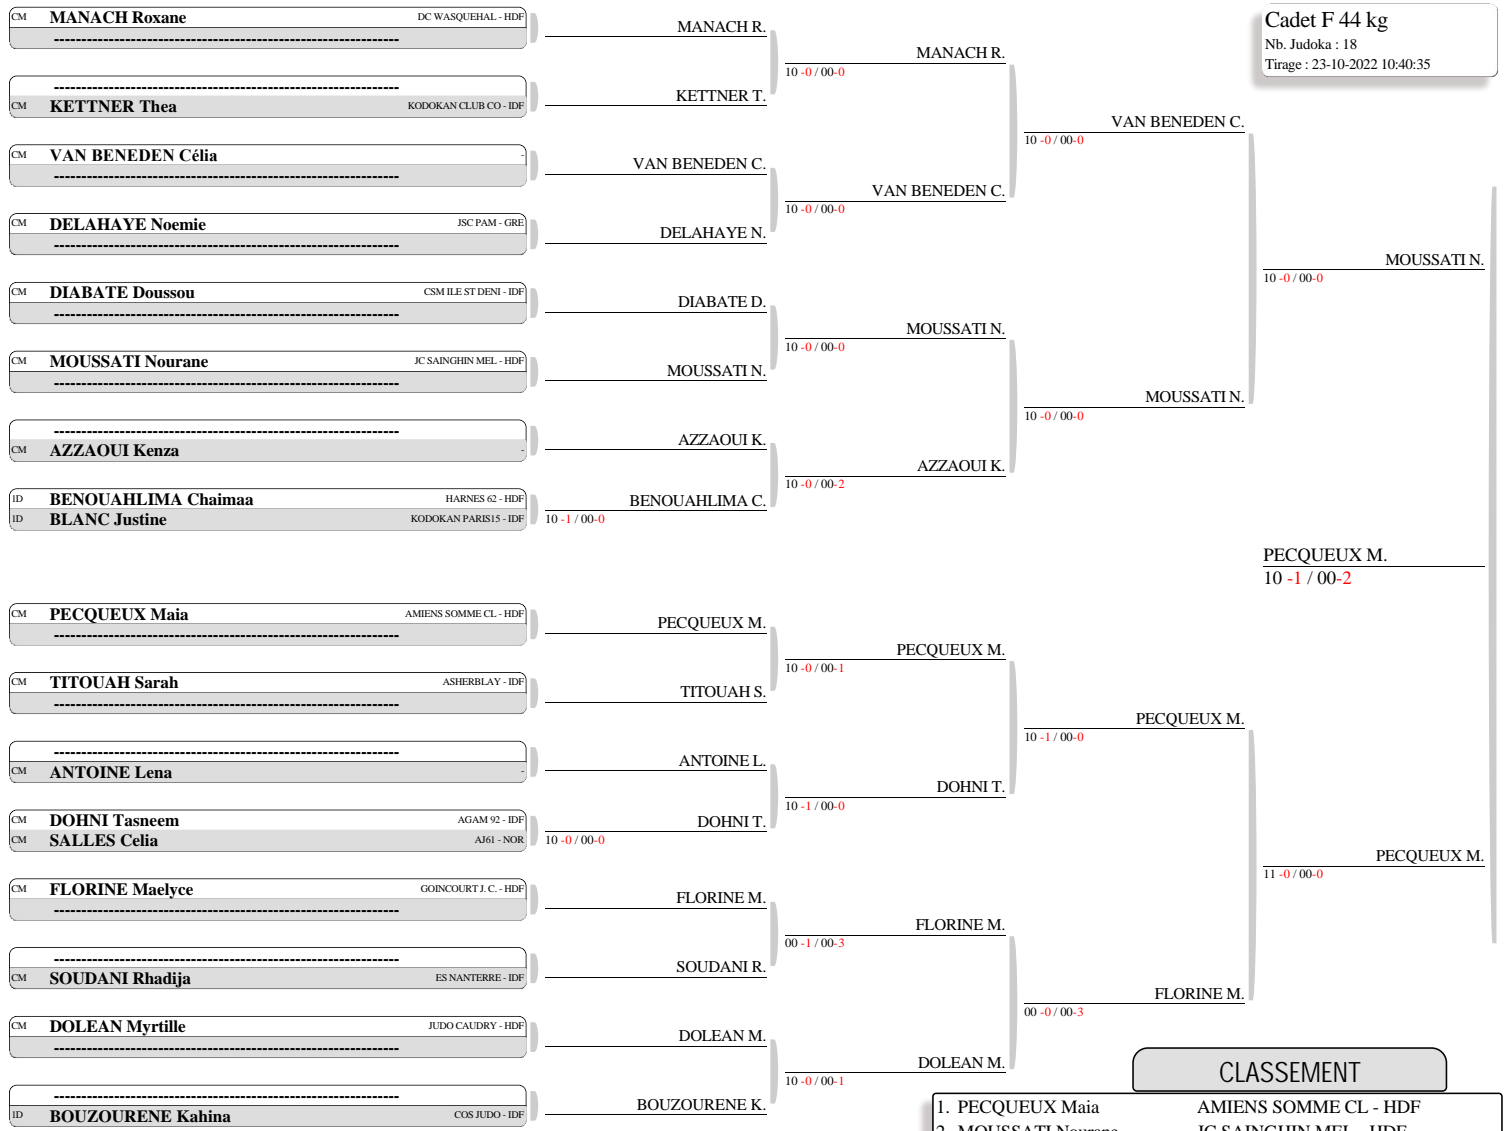 Cadet F 44 kg
Nb. Judoka : 18
Tirage : 23-10-2022 10:40:35
CM MANACH Roxane DC WASQUEHAL - HDF
----------------------------------------------------------------
----------------------------------------------------------------
CM KETTNER Thea KODOKAN CLUB CO - IDF
CM VAN BENEDEN Célia -
----------------------------------------------------------------
CM DELAHAYE Noemie JSC PAM - GRE
----------------------------------------------------------------
CM DIABATE Doussou CSM ILE ST DENI - IDF
----------------------------------------------------------------
CM MOUSSATI Nourane JC SAINGHIN MEL - HDF
----------------------------------------------------------------
----------------------------------------------------------------
CM AZZAOUI Kenza -
1D BENOUAHLIMA Chaimaa HARNES 62 - HDF
1D BLANC Justine KODOKAN PARIS15 - IDF
CM PECQUEUX Maia AMIENS SOMME CL - HDF
----------------------------------------------------------------
CM TITOUAH Sarah ASHERBLAY - IDF
----------------------------------------------------------------
----------------------------------------------------------------
CM ANTOINE Lena -
CM DOHNI Tasneem AGAM 92 - IDF
CM SALLES Celia AJ61 - NOR
CM FLORINE Maelyce GOINCOURT J. C. - HDF
----------------------------------------------------------------
----------------------------------------------------------------
CM SOUDANI Rhadija ES NANTERRE - IDF
CM DOLEAN Myrtille JUDO CAUDRY - HDF
----------------------------------------------------------------
----------------------------------------------------------------
1D BOUZOURENE Kahina COS JUDO - IDF
MANACH R.
KETTNER T.
VAN BENEDEN C.
DELAHAYE N.
DIABATE D.
MOUSSATI N.
AZZAOUI K.
BENOUAHLIMA C.
10 -1 / 00-0
PECQUEUX M.
TITOUAH S.
ANTOINE L.
DOHNI T.
10 -0 / 00-0
FLORINE M.
SOUDANI R.
DOLEAN M.
BOUZOURENE K.
MANACH R.
10 -0 / 00-0
VAN BENEDEN C.
10 -0 / 00-0
MOUSSATI N.
10 -0 / 00-0
AZZAOUI K.
10 -0 / 00-2
PECQUEUX M.
10 -0 / 00-1
DOHNI T.
10 -1 / 00-0
FLORINE M.
00 -1 / 00-3
DOLEAN M.
10 -0 / 00-1
VAN BENEDEN C.
10 -0 / 00-0
MOUSSATI N.
10 -0 / 00-0
PECQUEUX M.
10 -1 / 00-0
FLORINE M.
00 -0 / 00-3
MOUSSATI N.
10 -0 / 00-0
PECQUEUX M.
11 -0 / 00-0
PECQUEUX M.
10 -1 / 00-2
CLASSEMENT
1. PECQUEUX Maia AMIENS SOMME CL - HDF
2. MOUSSATI Nourane JC SAINGHIN MEL - HDF